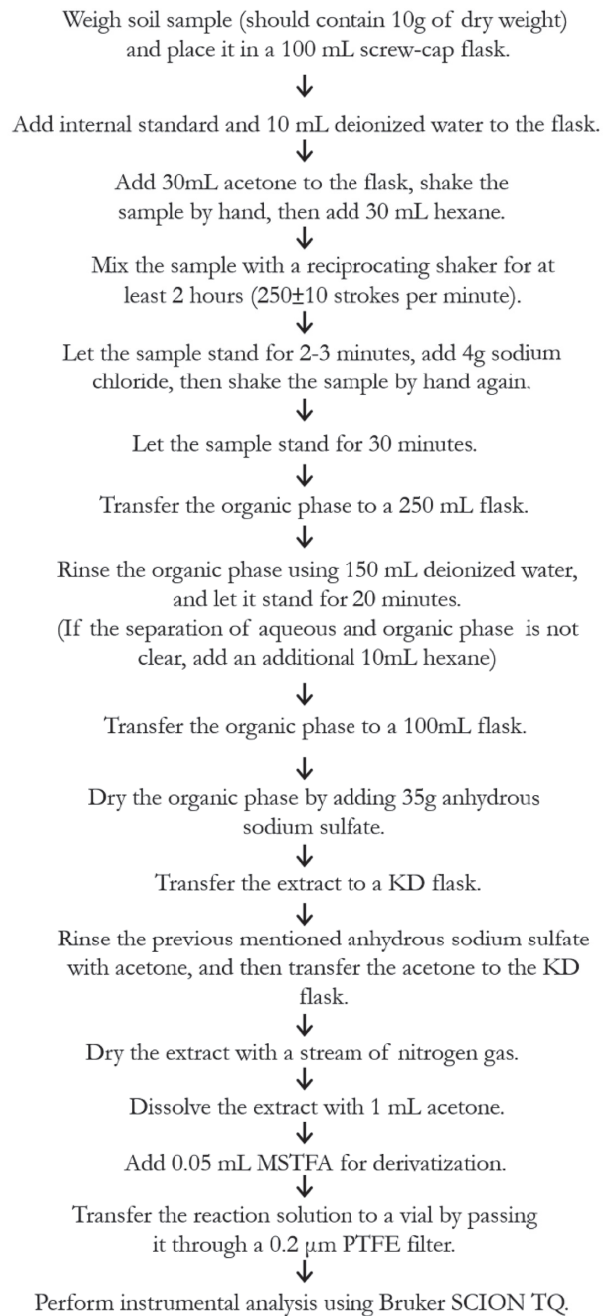 Weigh soil sample (should contain 10g of dry weight)
and place it in a 100 mL screw-cap flask.
↓
Add internal standard and 10 mL deionized water to the flask.
↓
Add 30mL acetone to the flask, shake the
sample by hand, then add 30 mL hexane.
↓
Mix the sample with a reciprocating shaker for at
least 2 hours (250±10 strokes per minute).
↓
Let the sample stand for 2-3 minutes, add 4g sodium
chloride, then shake the sample by hand again.
↓
Let the sample stand for 30 minutes.
↓
Transfer the organic phase to a 250 mL flask.
↓
Rinse the organic phase using 150 mL deionized water,
and let it stand for 20 minutes.
(If the separation of aqueous and organic phase is not
clear, add an additional 10mL hexane)
↓
Transfer the organic phase to a 100mL flask.
↓
Dry the organic phase by adding 35g anhydrous
sodium sulfate.
↓
Transfer the extract to a KD flask.
↓
Rinse the previous mentioned anhydrous sodium sulfate
with acetone, and then transfer the acetone to the KD
flask.
↓
Dry the extract with a stream of nitrogen gas.
↓
Dissolve the extract with 1 mL acetone.
↓
Add 0.05 mL MSTFA for derivatization.
↓
Transfer the reaction solution to a vial by passing
it through a 0.2 μm PTFE filter.
↓
Perform instrumental analysis using Bruker SCION TQ.